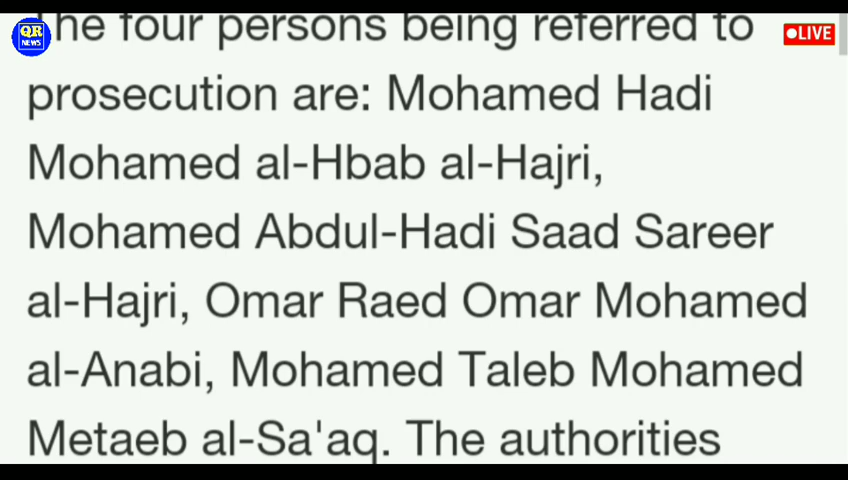 The four persons being referred to
prosecution are: Mohamed Hadi
Mohamed al-Hbab al-Hajri,
Mohamed Abdul-Hadi Saad Sareer
al-Hajri, Omar Raed Omar Mohamed
al-Anabi, Mohamed Taleb Mohamed
Metaeb al-Sa'aq. The authorities
QR
NEWS
LIVE